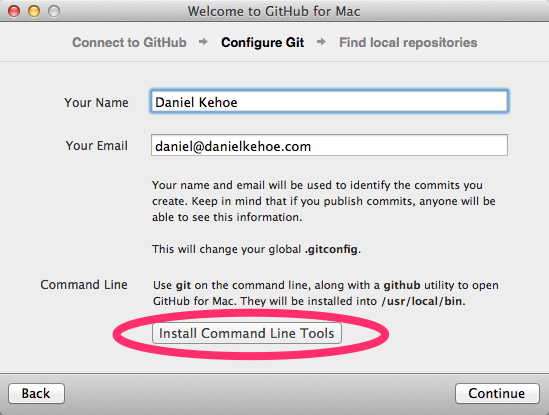 Welcome to GitHub for Mac
Connect to GitHub → Configure Git → Find local repositories
Your Name Daniel Kehoe
Your Email daniel@danielkehoe.com
Your name and email will be used to identify the commits you
create. Keep in mind that if you publish commits, anyone will be
able to see this information.
This will change your global .gitconfig.
Command Line Use git on the command line, along with a github utility to open
GitHub for Mac. They will be installed into /usr/local/bin.
Install Command Line Tools
Back Continue